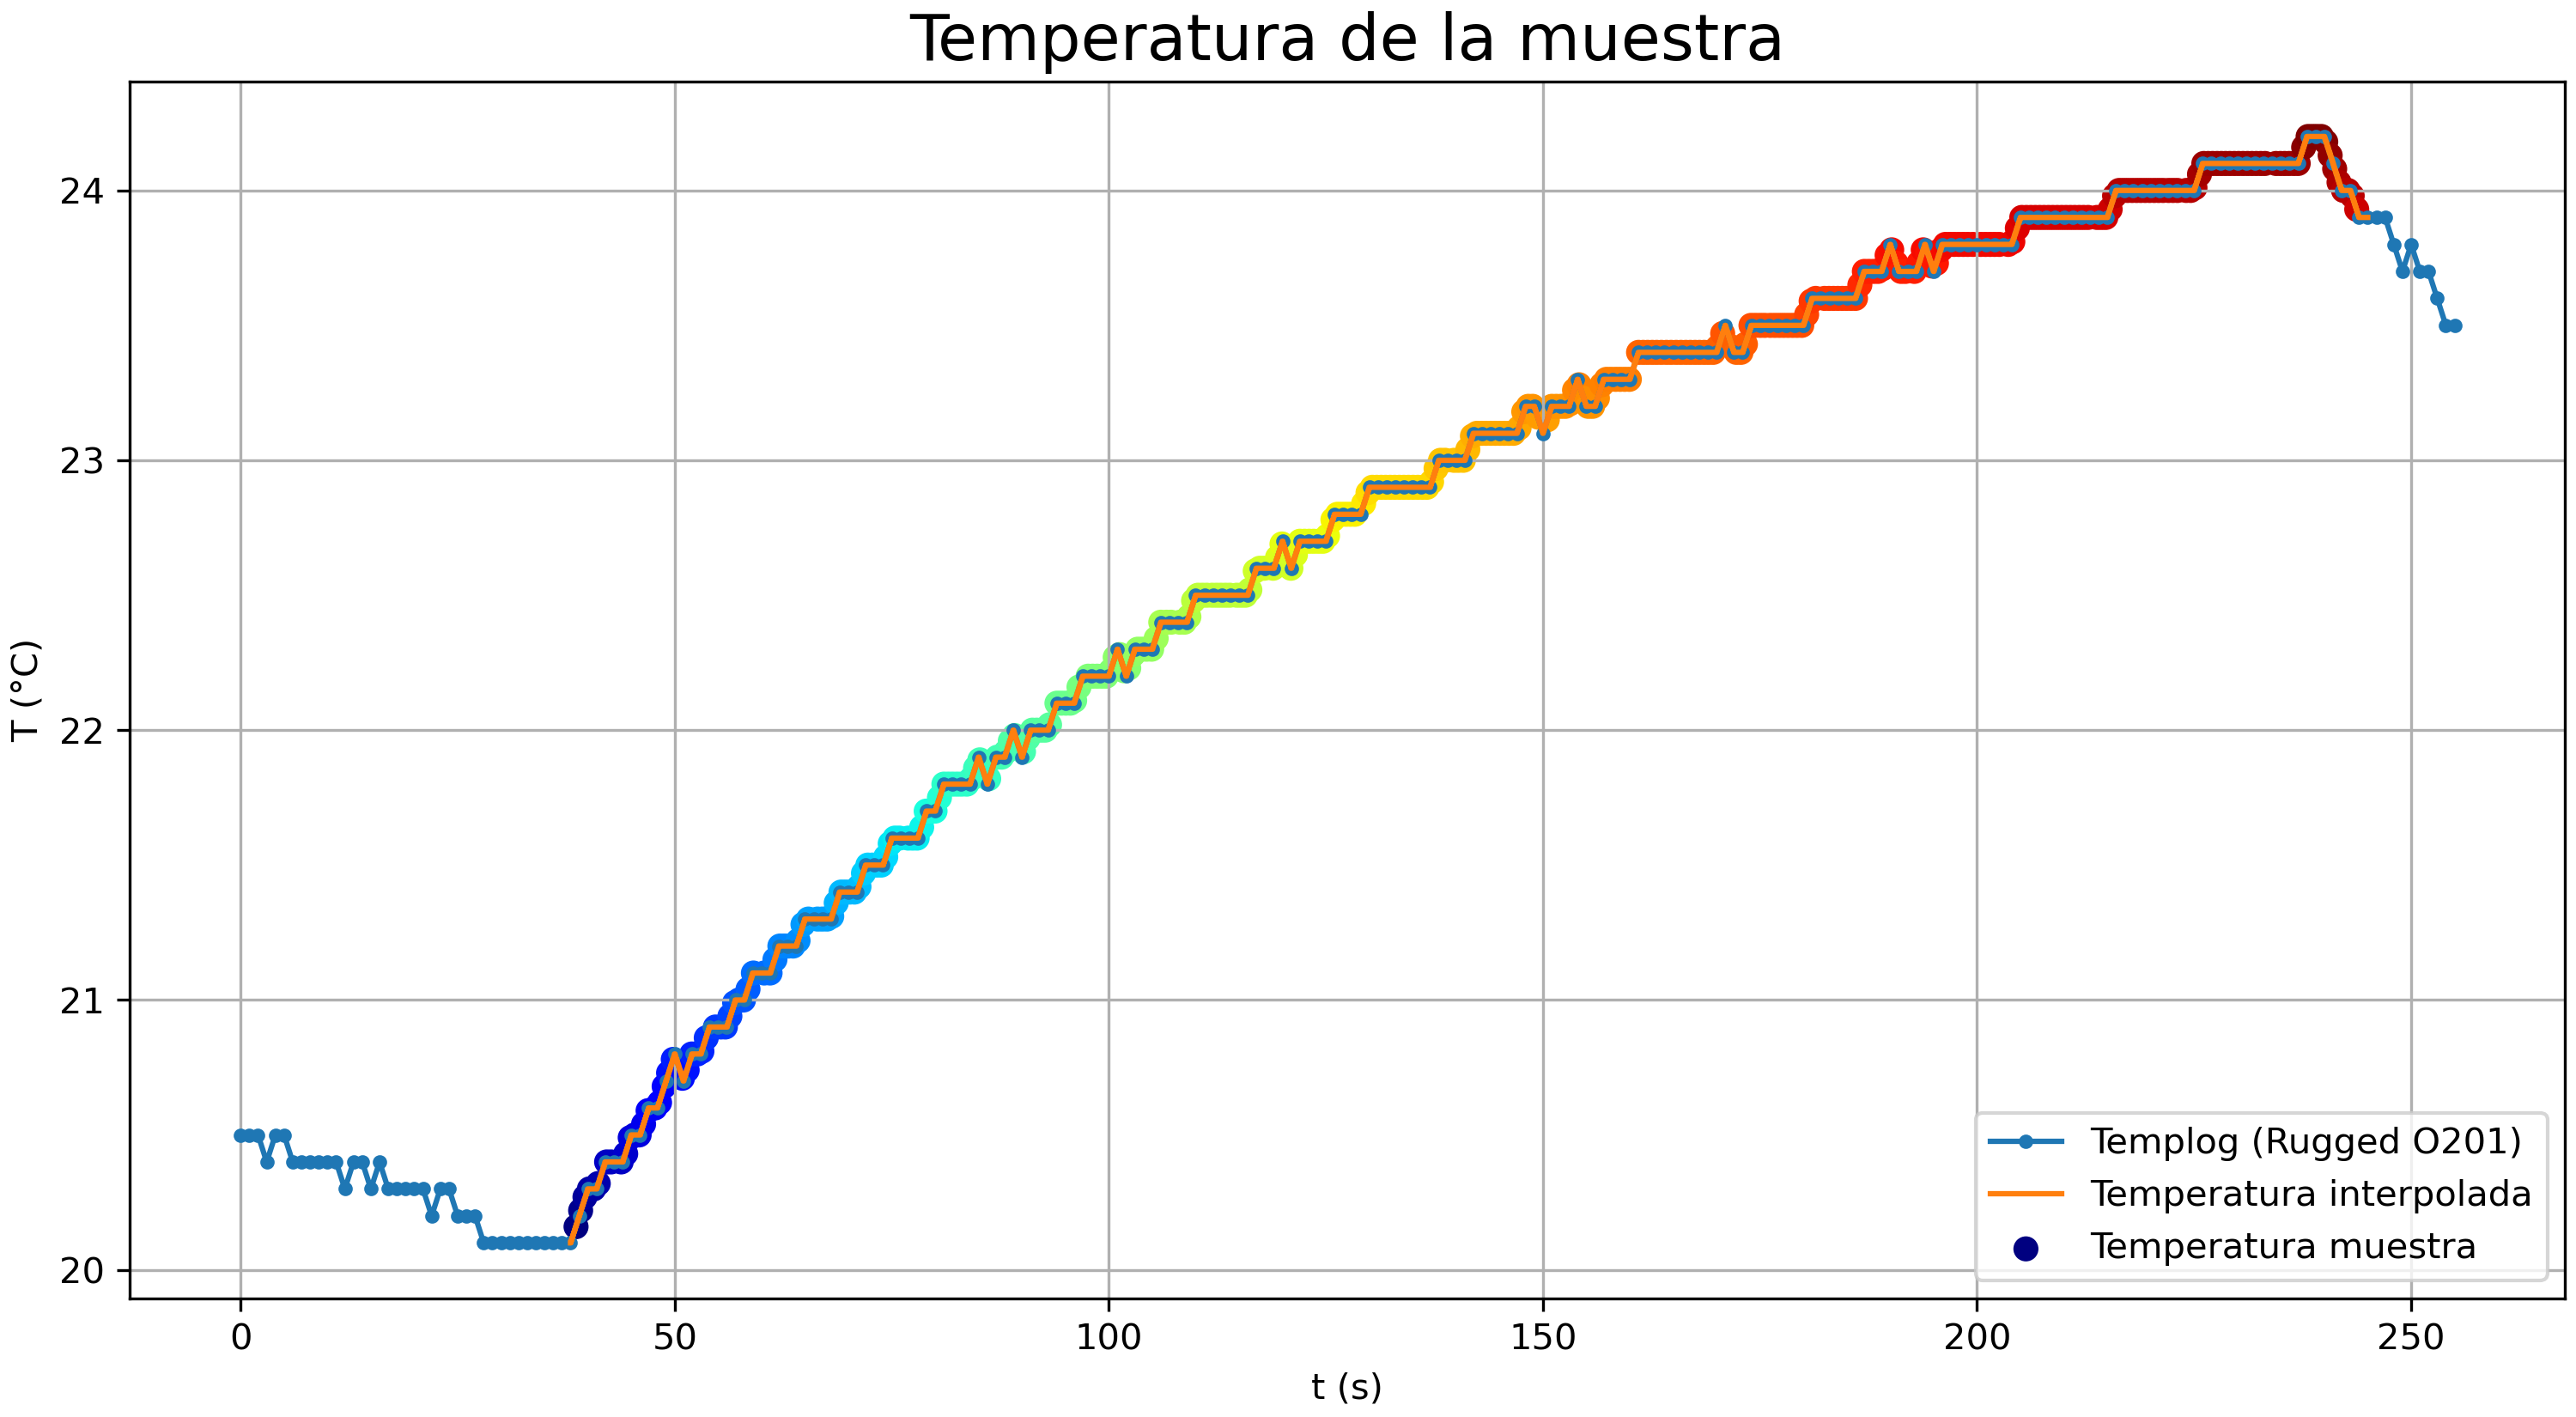 Temperatura de la muestra
T (°C)
24
23
22
21
20
0 50 100 150 200 250
t (s)
Templog (Rugged O201)
Temperatura interpolada
Temperatura muestra